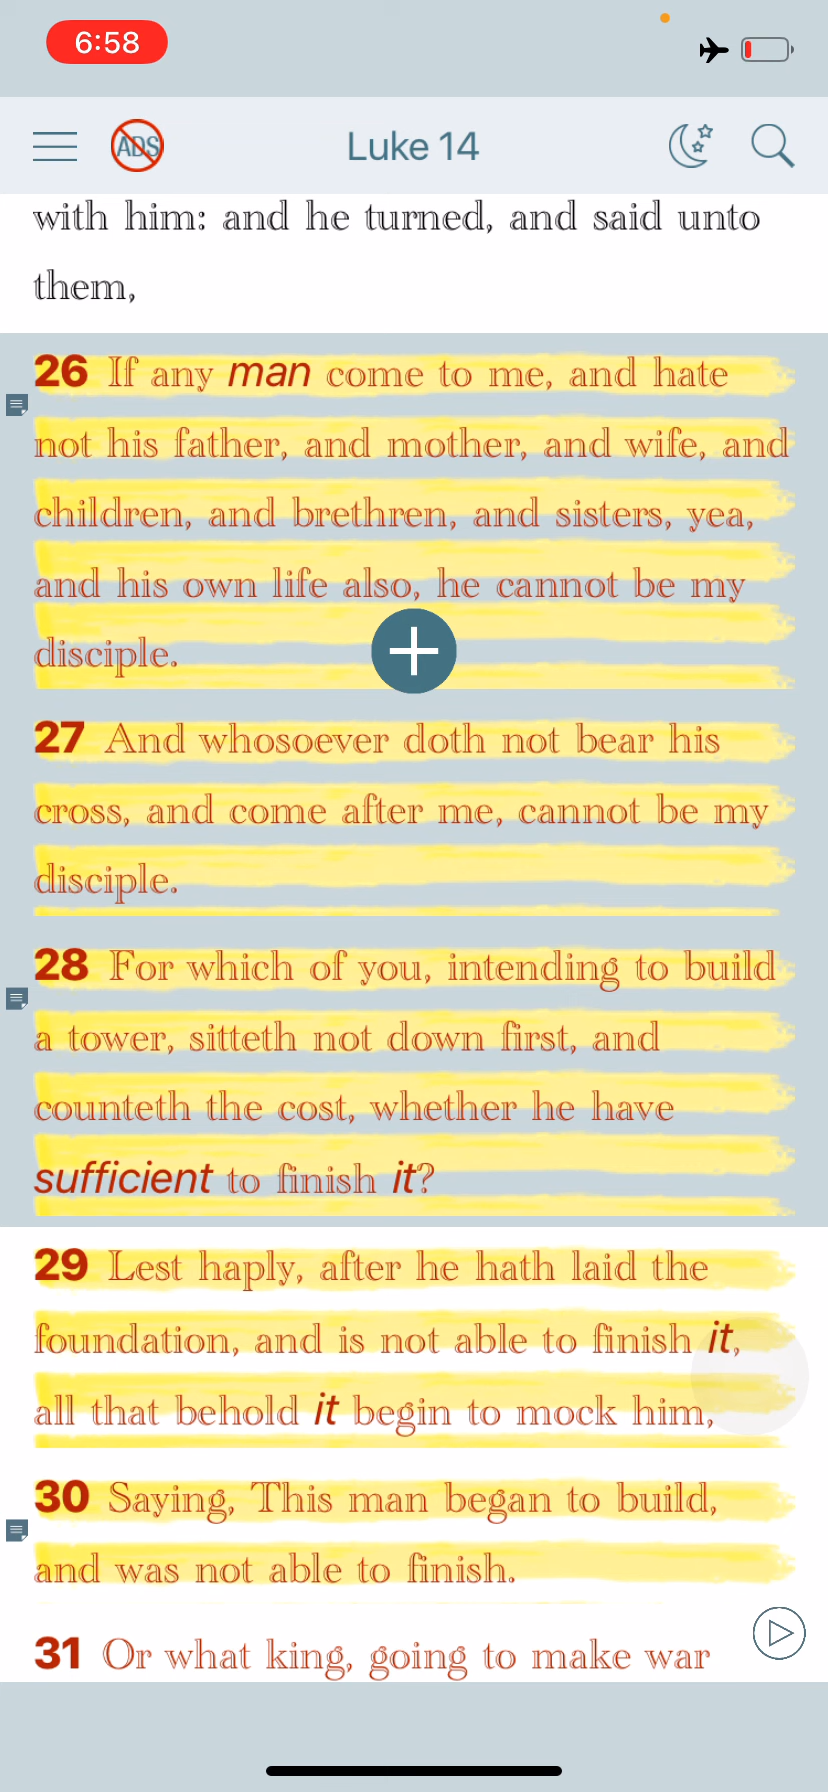 6:58
ADS
Luke 14
with him: and he turned, and said unto
them,
26 If any man come to me, and hate
not his father, and mother, and wife, and
children, and brethren, and sisters, yea,
and his own life also, he cannot be my
disciple.
27 And whosoever doth not bear his
cross, and come after me, cannot be my
disciple.
28 For which of you, intending to build
a tower, sitteth not down first, and
counteth the cost, whether he have
sufficient to finish it?
29 Lest haply, after he hath laid the
foundation, and is not able to finish it,
all that behold it begin to mock him,
30 Saying, This man began to build,
and was not able to finish.
31 Or what king, going to make war